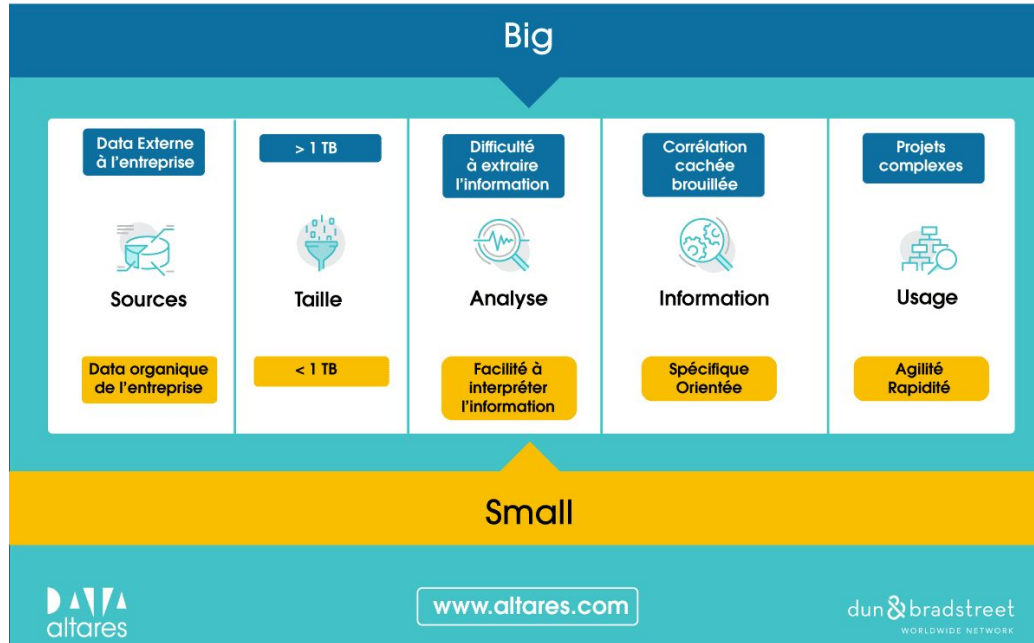 Big
Data Externe
à l'entreprise
> 1 TB
Difficulté
à extraire
l'information
Corrélation
cachée
brouillée
Projets
complexes
Sources
Taille
Analyse
Information
Usage
Data organique
de l'entreprise
< 1 TB
Facilité à
interpréter
l'information
Spécifique
Orientée
Agilité
Rapidité
Small
DATA
altares
www.altares.com
dun & bradstreet
WORLDWIDE NETWORK